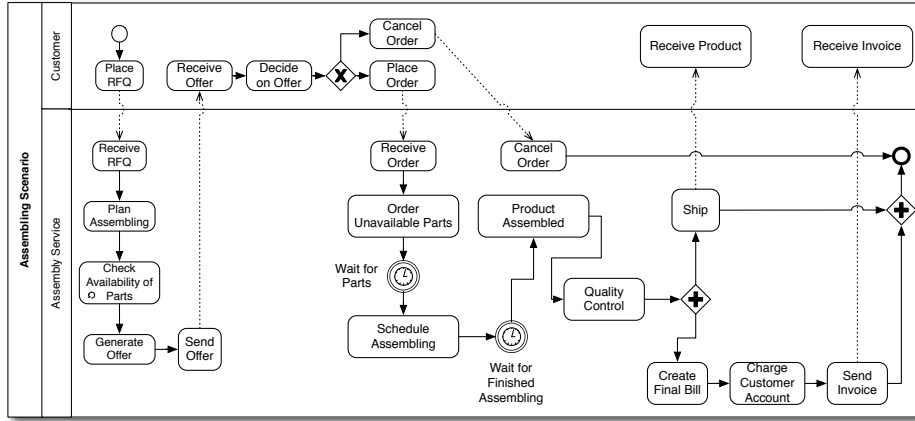 Assembling Scenario
Customer
Place
RFQ
Receive
Offer
Decide
on Offer
X
Cancel
Order
Place
Order
Receive Product
Receive Invoice
Assembly Service
Receive
RFQ
Plan
Assembling
Check
Availability of
Parts
Generate
Offer
Send
Offer
Receive
Order
Order
Unavailable Parts
Wait for
Parts
Schedule
Assembling
Wait for
Finished
Assembling
Product
Assembled
Cancel
Order
Quality
Control
Ship
Create
Final Bill
Charge
Customer
Account
Send
Invoice